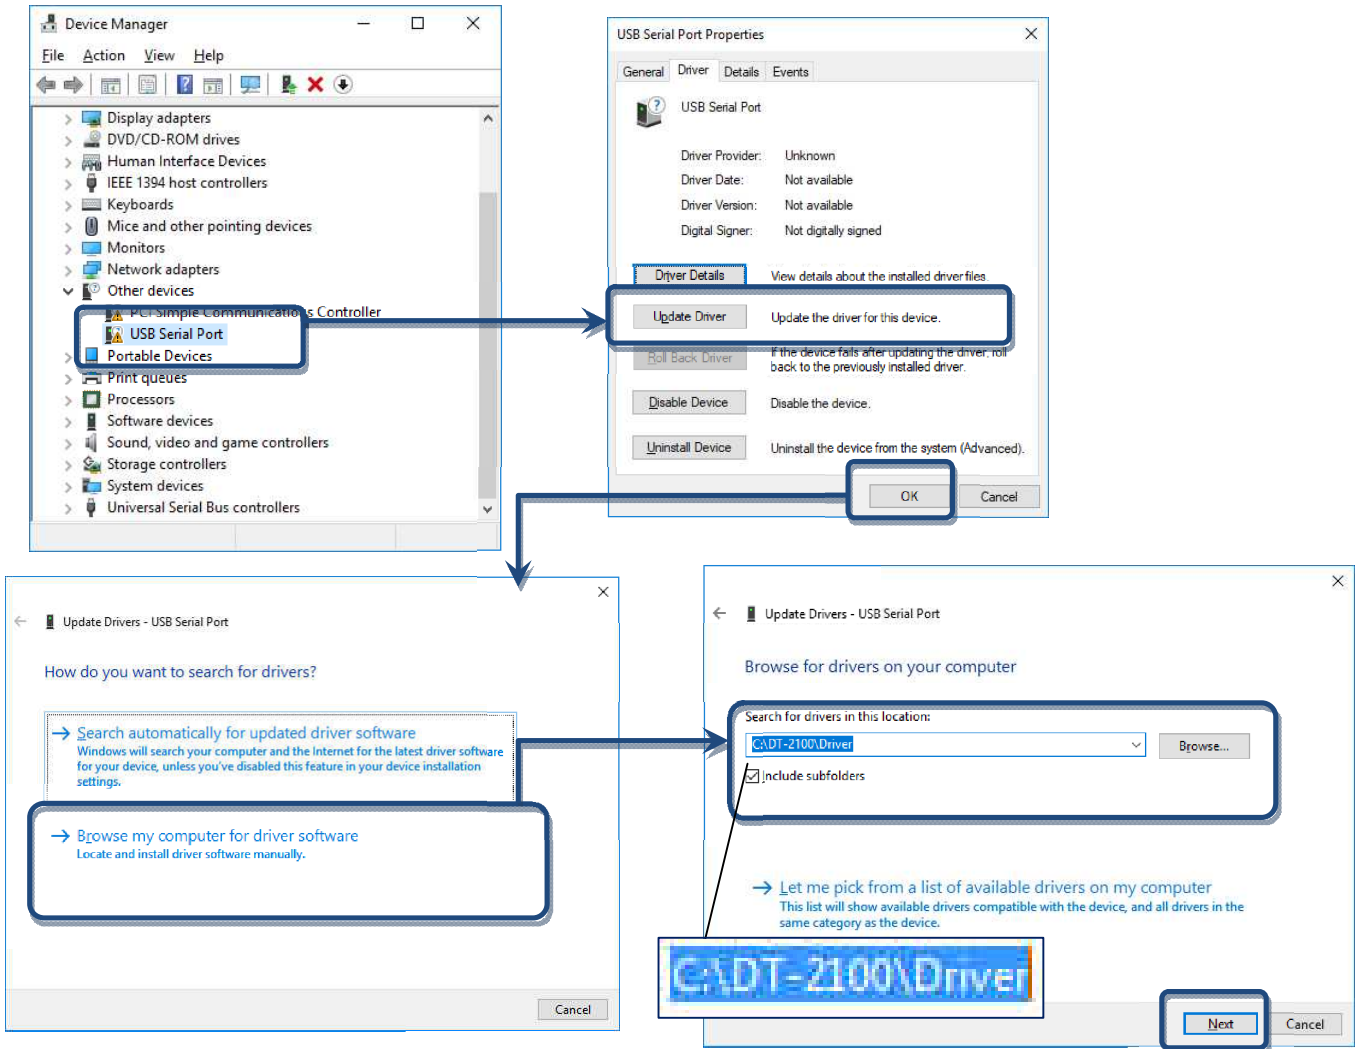 Device Manager
File Action View Help
Display adapters
DVD/CD-ROM drives
Human Interface Devices
IEEE 1394 host controllers
Keyboards
Mice and other pointing devices
Monitors
Network adapters
Other devices
PCI Simple Communications Controller
USB Serial Port
Portable Devices
Print queues
Processors
Software devices
Sound, video and game controllers
Storage controllers
System devices
Universal Serial Bus controllers
USB Serial Port Properties
General Driver Details Events
USB Serial Port
Driver Provider: Unknown
Driver Date: Not available
Driver Version: Not available
Digital Signer: Not digitally signed
Driver Details View details about the installed driver files.
Update Driver Update the driver for this device.
Roll Back Driver If the device fails after updating the driver, roll
back to the previously installed driver.
Disable Device Disable the device.
Uninstall Device Uninstall the device from the system (Advanced).
OK Cancel
Update Drivers - USB Serial Port
How do you want to search for drivers?
Search automatically for updated driver software
Windows will search your computer and the Internet for the latest driver software
for your device, unless you've disabled this feature in your device installation
settings.
Browse my computer for driver software
Locate and install driver software manually.
Cancel
Update Drivers - USB Serial Port
Browse for drivers on your computer
Search for drivers in this location:
C:\DT-2100\Driver
Browse...
Include subfolders
Let me pick from a list of available drivers on my computer
This list will show available drivers compatible with the device, and all drivers in the
same category as the device.
C:\DT-2100\Driver
Next Cancel